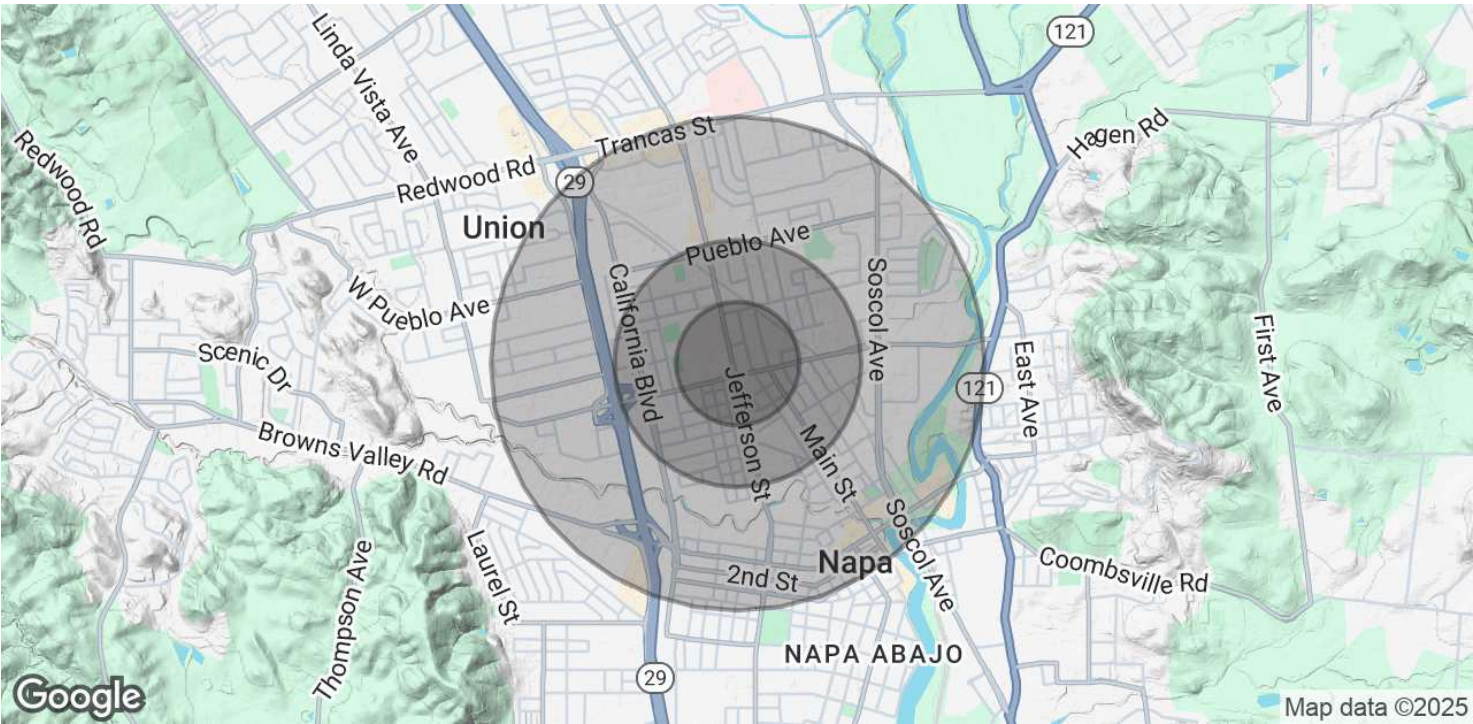 121
Linda Vista Ave
Trancas St
Hagen Rd
Redwood Rd
Redwood Rd
29
Union
Pueblo Ave
W Pueblo Ave
California Blvd
Soscol Ave
First Ave
Scenic Dr
East Ave
Jefferson St
121
Browns Valley Rd
Main St
Laurel St
Soscol Ave
Thompson Ave
Napa
2nd St
Coombsville Rd
NAPA ABAJO
29
Google
Map data ©2025